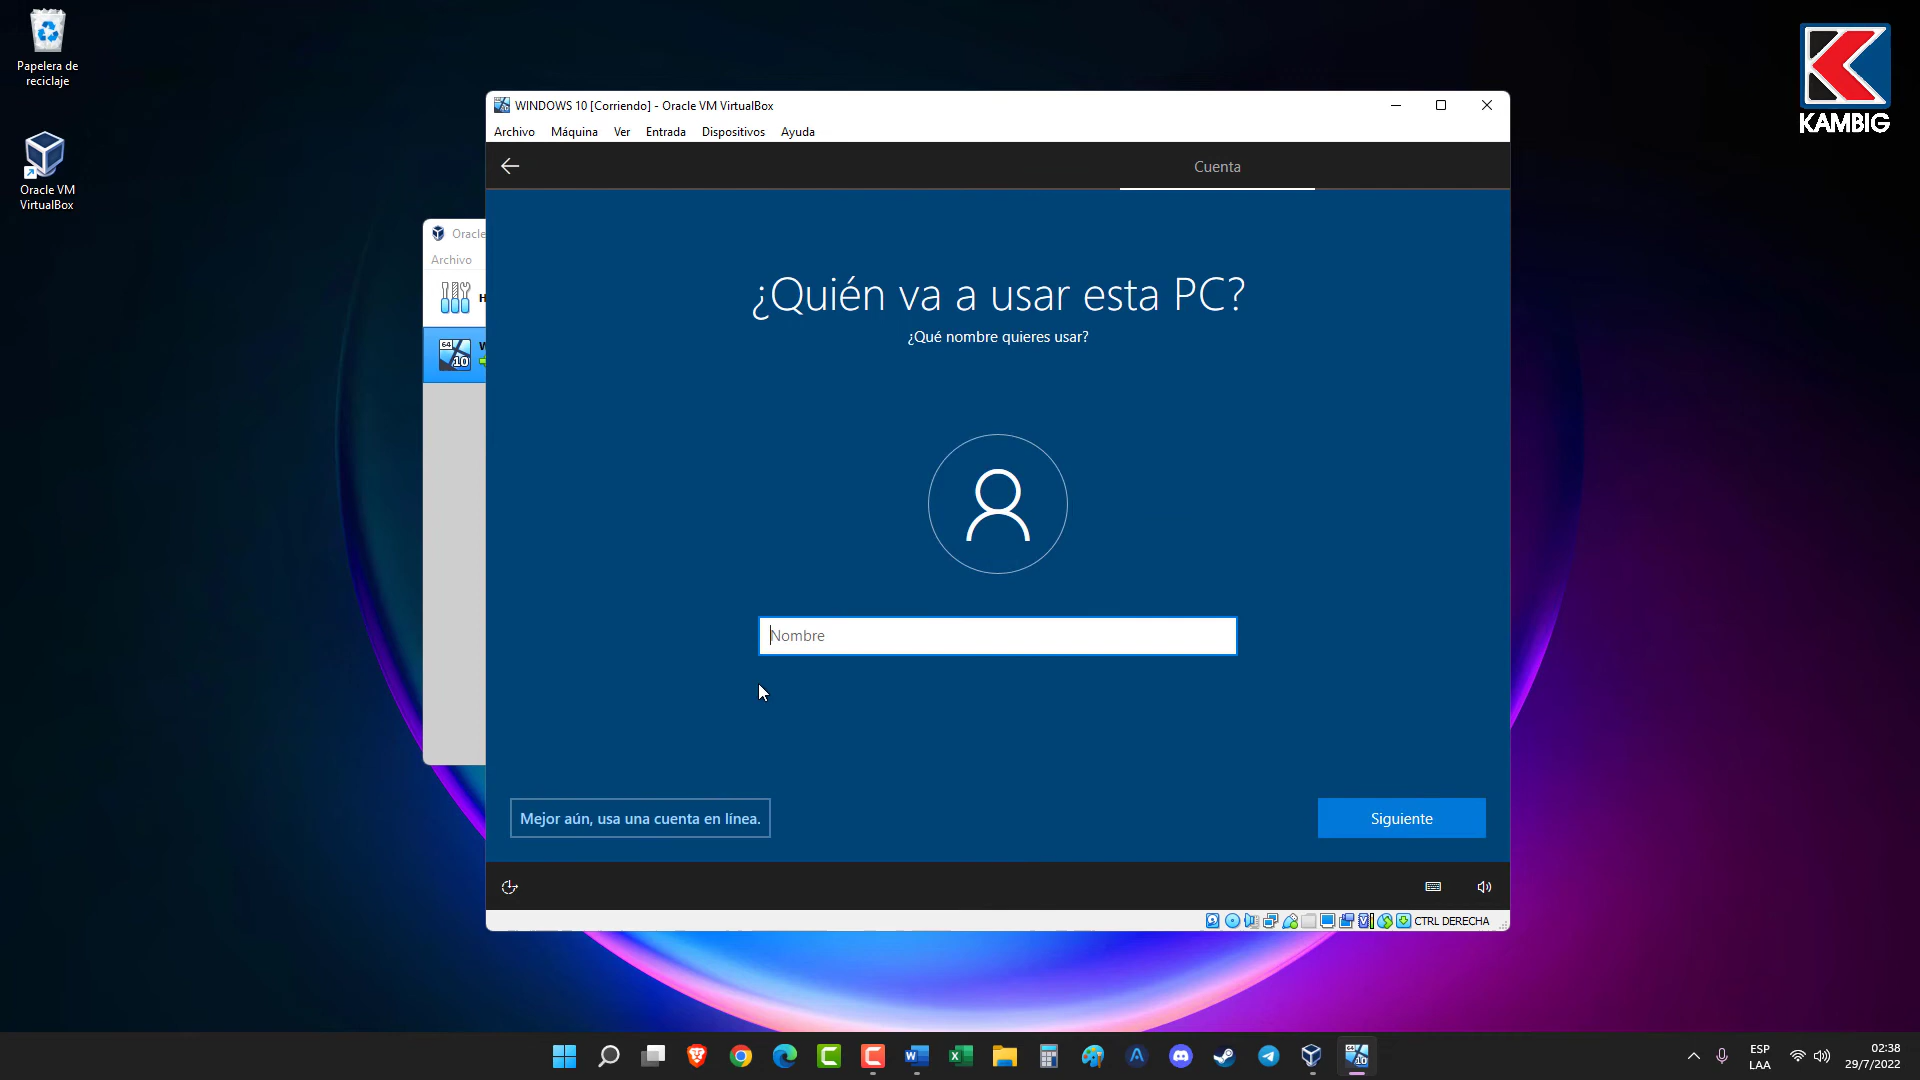 Papelera de
reciclaje
Oracle VM
VirtualBox
KAMBIG
WINDOWS 10 [Corriendo] - Oracle VM VirtualBox
Archivo Máquina Ver Entrada Dispositivos Ayuda
Cuenta
Oracle
Archivo
H
64
10
¿Quién va a usar esta PC?
¿Qué nombre quieres usar?
Nombre
Mejor aún, usa una cuenta en línea.
Siguiente
CTRL DERECHA
ESP
LAA
02:38
29/7/2022